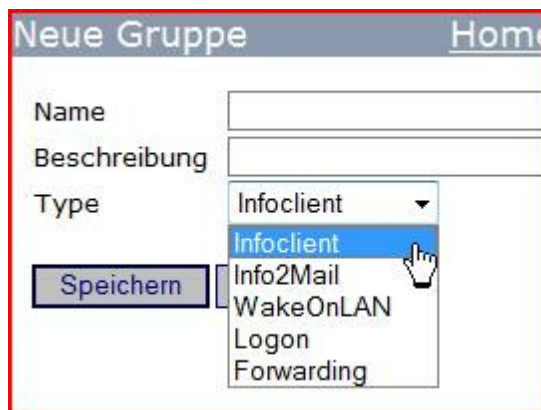 Neue Gruppe Home
Name
Beschreibung
Type Infoclient
Infoclient
Info2Mail
Speichern
WakeOnLAN
Logon
Forwarding